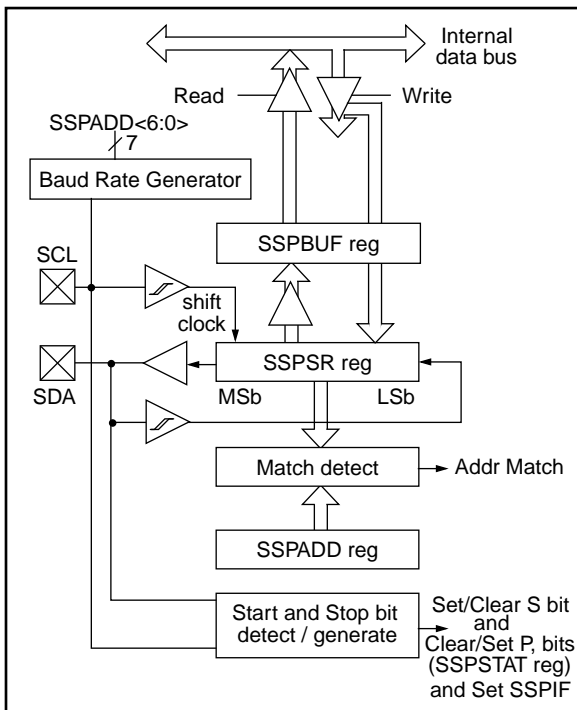 Internal
data bus
Read
Write
SSPADD<6:0>
7
Baud Rate Generator
SSPBUF reg
SCL
shift
clock
SSPSR reg
MSb
LSb
SDA
Match detect
Addr Match
SSPADD reg
Start and Stop bit
detect / generate
Set/Clear S bit
and
Clear/Set P, bits
(SSPSTAT reg)
and Set SSPIF